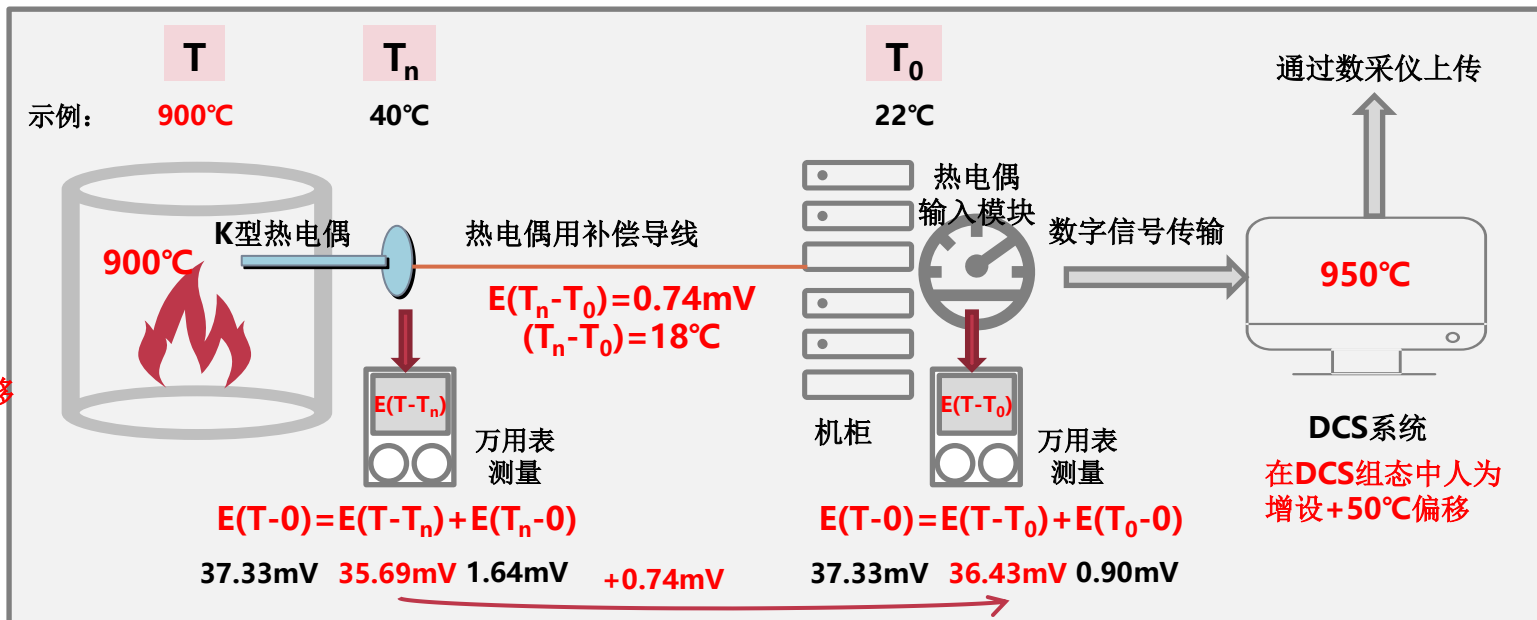 T
Tₙ
T₀
通过数采仪上传
示例：
900℃
40℃
22℃
热电偶
输入模块
K型热电偶
热电偶用补偿导线
数字信号传输
900℃
950℃
E(Tₙ-T₀)=0.74mV
(Tₙ-T₀)=18℃
移
E(T-Tₙ)
E(T-T₀)
万用表
测量
机柜
万用表
测量
DCS系统
在DCS组态中人为
增设+50℃偏移
E(T-0)=E(T-Tₙ)+E(Tₙ-0)
E(T-0)=E(T-T₀)+E(T₀-0)
37.33mV 35.69mV 1.64mV
+0.74mV
37.33mV 36.43mV 0.90mV